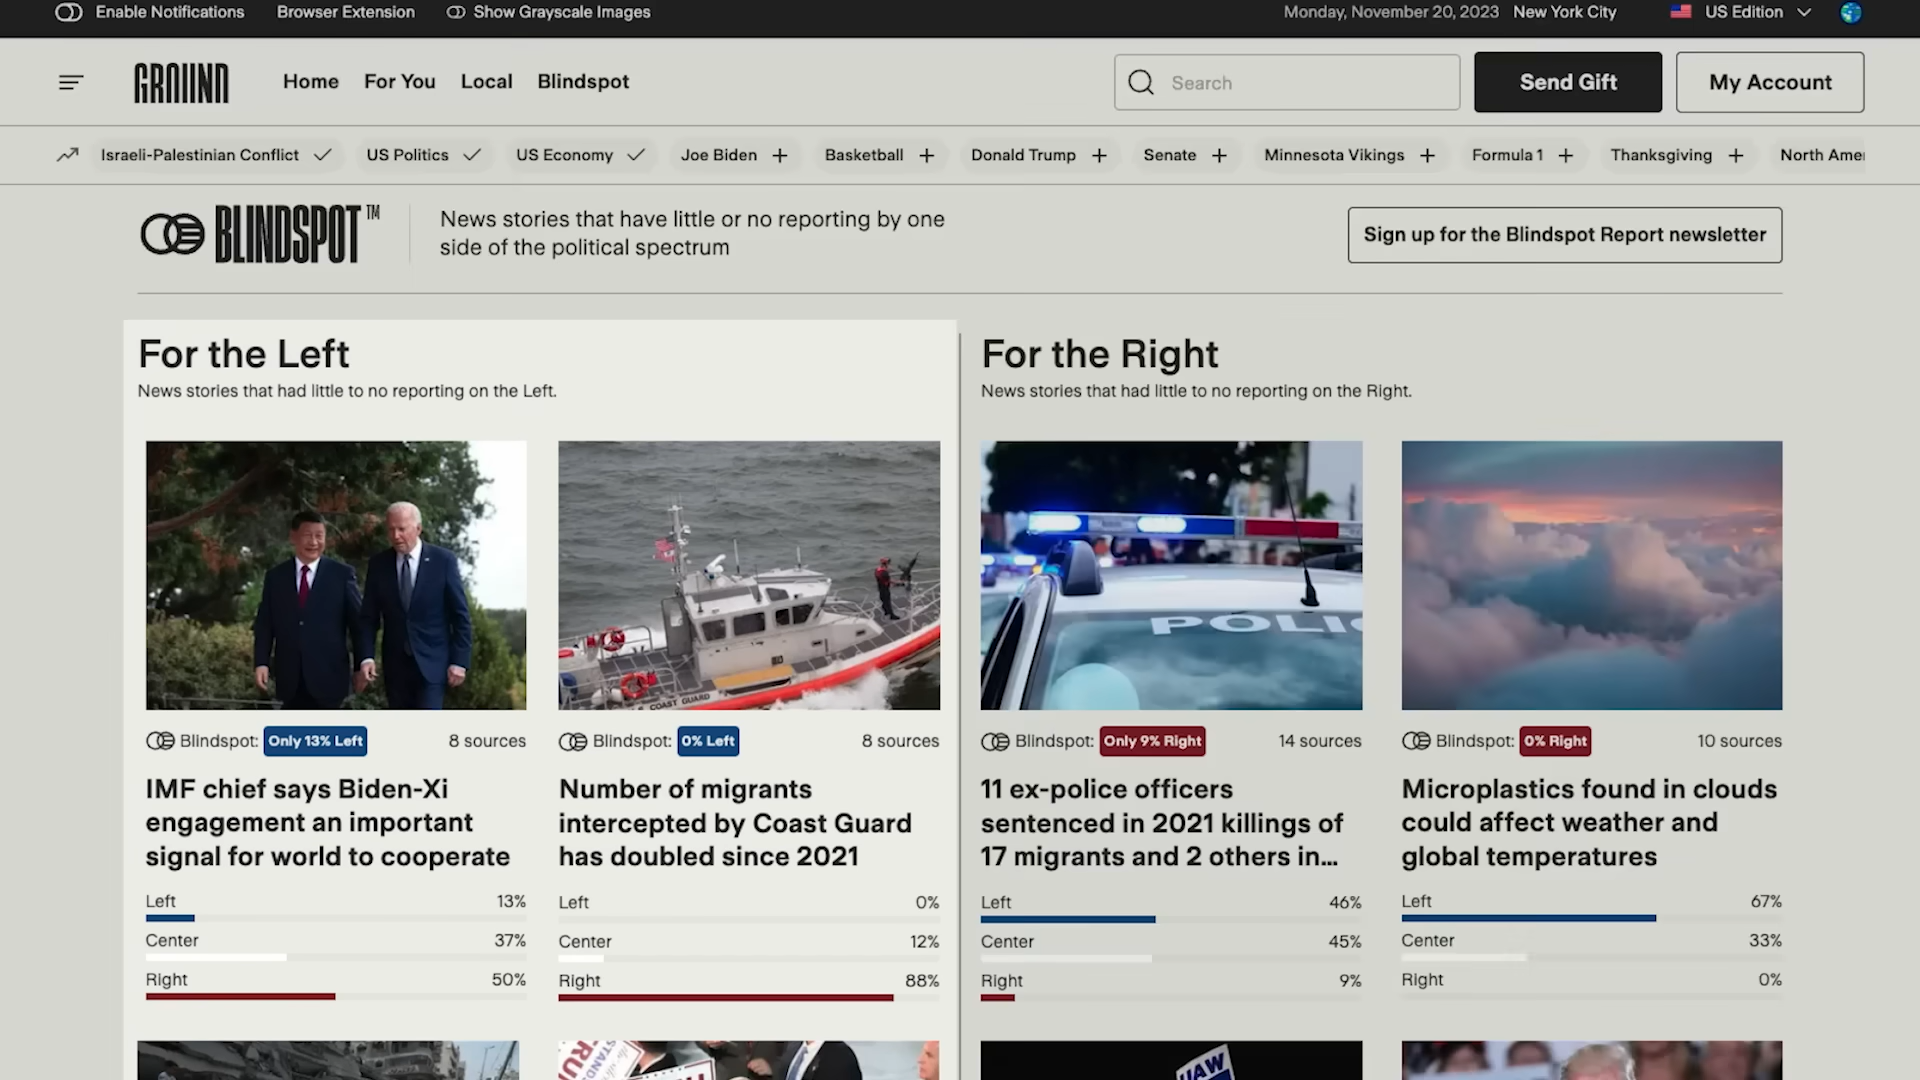 Enable Notifications Browser Extension Show Grayscale Images Monday, November 20, 2023 New York City US Edition
GROUND Home For You Local Blindspot Search Send Gift My Account
Israeli-Palestinian Conflict US Politics US Economy Joe Biden + Basketball + Donald Trump + Senate + Minnesota Vikings + Formula 1 + Thanksgiving + North Amer
BLINDSPOT™
News stories that have little or no reporting by one
side of the political spectrum
Sign up for the Blindspot Report newsletter
For the Left
News stories that had little to no reporting on the Left.
COAST GUARD
Blindspot: Only 13% Left 8 sources
IMF chief says Biden-Xi
engagement an important
signal for world to cooperate
Left 13%
Center 37%
Right 50%
Blindspot: 0% Left 8 sources
Number of migrants
intercepted by Coast Guard
has doubled since 2021
Left 0%
Center 12%
Right 88%
For the Right
News stories that had little to no reporting on the Right.
POLIC
Blindspot: Only 9% Right 14 sources
11 ex-police officers
sentenced in 2021 killings of
17 migrants and 2 others in...
Left 46%
Center 45%
Right 9%
Blindspot: 0% Right 10 sources
Microplastics found in clouds
could affect weather and
global temperatures
Left 67%
Center 33%
Right 0%
STANDS
TRU
UAW